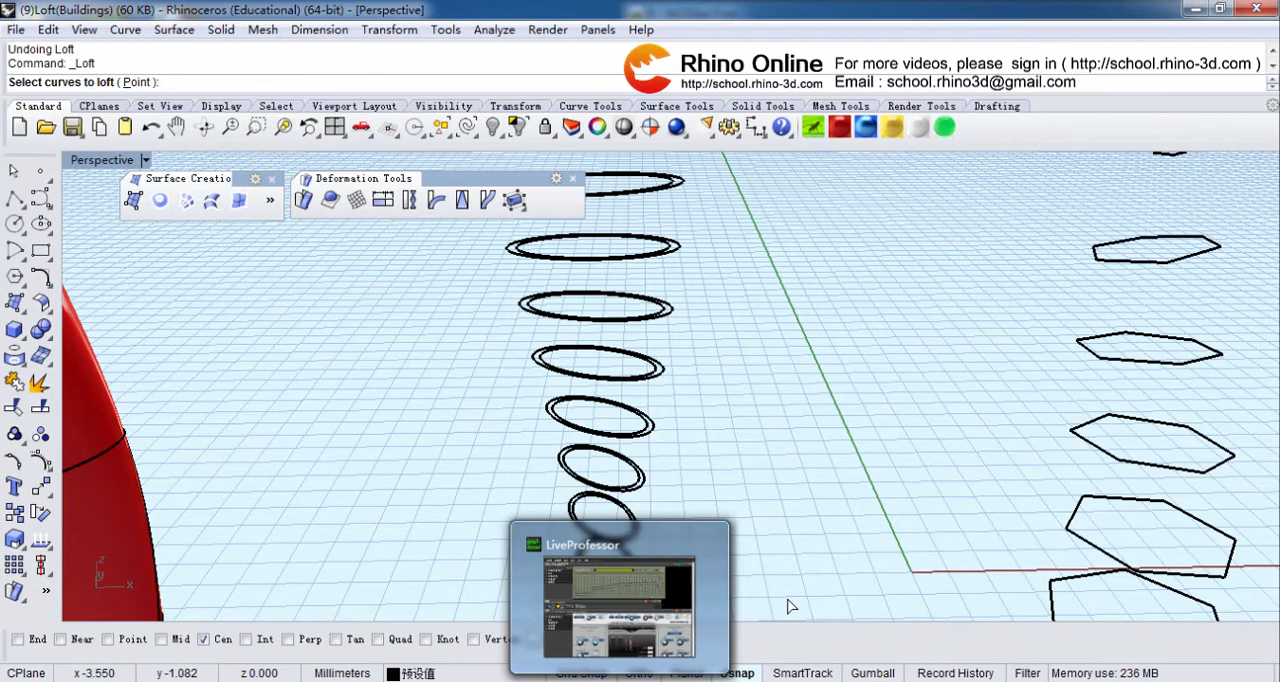 (9)Loft(Buildings) (60 KB) - Rhinoceros (Educational) (64-bit) - [Perspective]
File Edit View Curve Surface Solid Mesh Dimension Transform Tools Analyze Render Panels Help
Undoing Loft
Command: _Loft
Select curves to loft ( Point ):
Rhino Online
http://school.rhino-3d.com
For more videos, please sign in ( http://school.rhino-3d.com )
Email : school.rhino3d@gmail.com
Standard CPlanes Set View Display Select Viewport Layout Visibility Transform Curve Tools Surface Tools Solid Tools Mesh Tools Render Tools Drafting
Perspective
Surface Creatio
Deformation Tools
z
y
x
LiveProfessor
End Near Point Mid Cen Int Perp Tan Quad Knot Verte
CPlane x -3.550 y -1.082 z 0.000 Millimeters 预设值 Grid Snap Ortho Planar Osnap SmartTrack Gumball Record History Filter Memory use: 236 MB